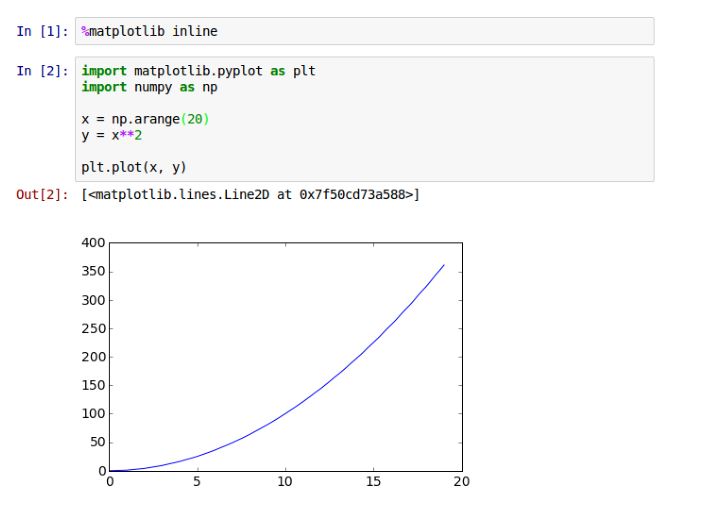 In [1]: %matplotlib inline
In [2]: import matplotlib.pyplot as plt
import numpy as np
x = np.arange(20)
y = x**2
plt.plot(x, y)
Out[2]: [<matplotlib.lines.Line2D at 0x7f50cd73a588>]
400
350
300
250
200
150
100
50
0
0 5 10 15 20